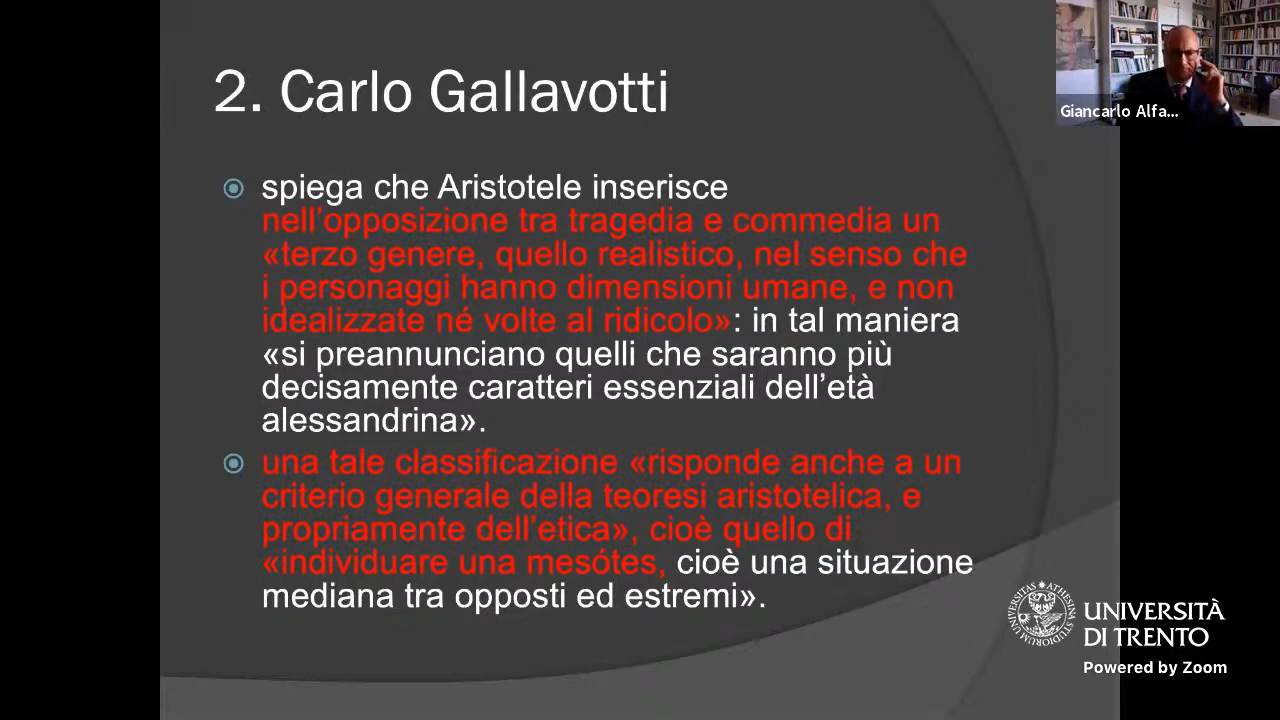 2. Carlo Gallavotti
Giancarlo Alfa...
spiega che Aristotele inserisce
nell’opposizione tra tragedia e commedia un
«terzo genere, quello realistico, nel senso che
i personaggi hanno dimensioni umane, e non
idealizzate né volte al ridicolo»: in tal maniera
«si preannunciano quelli che saranno più
decisamente caratteri essenziali dell’età
alessandrina».
una tale classificazione «risponde anche a un
criterio generale della teoresi aristotelica, e
propriamente dell’etica», cioè quello di
«individuare una mesótes, cioè una situazione
mediana tra opposti ed estremi».
UNIVERSITÀ
DI TRENTO
Powered by Zoom